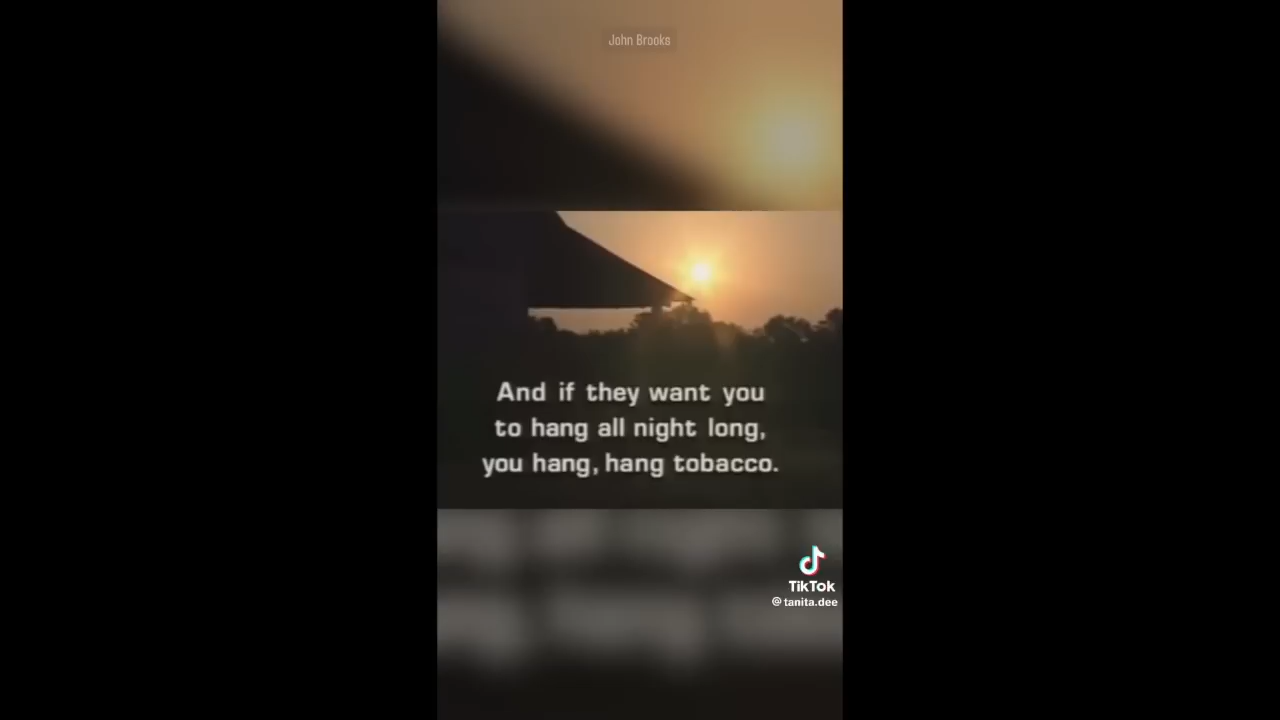 John Brooks
And if they want you
to hang all night long,
you hang, hang tobacco.
TikTok
@tanita.dee